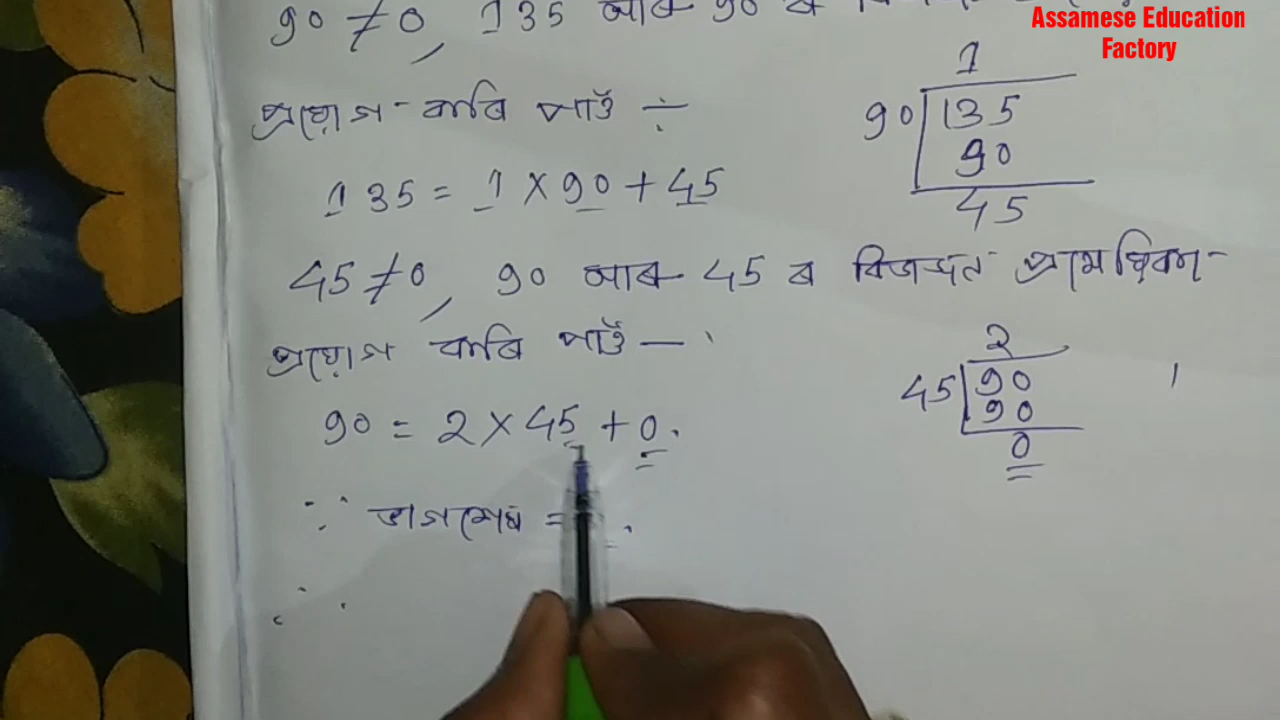 90 ≠ 0, 135 আৰু 90 ৰ
Assamese Education
Factory
প্ৰয়োগ কৰি পাওঁ ÷
135 = 1 × 90 + 45
1
90 135
90
45
45 ≠ 0, 90 আৰু 45 ৰ বিভাজন প্ৰমেয়িকা
প্ৰয়োগ কৰি পাওঁ —
90 = 2 × 45 + 0.
2
45 90
90
0
∵ ভাগশেষ =
∴